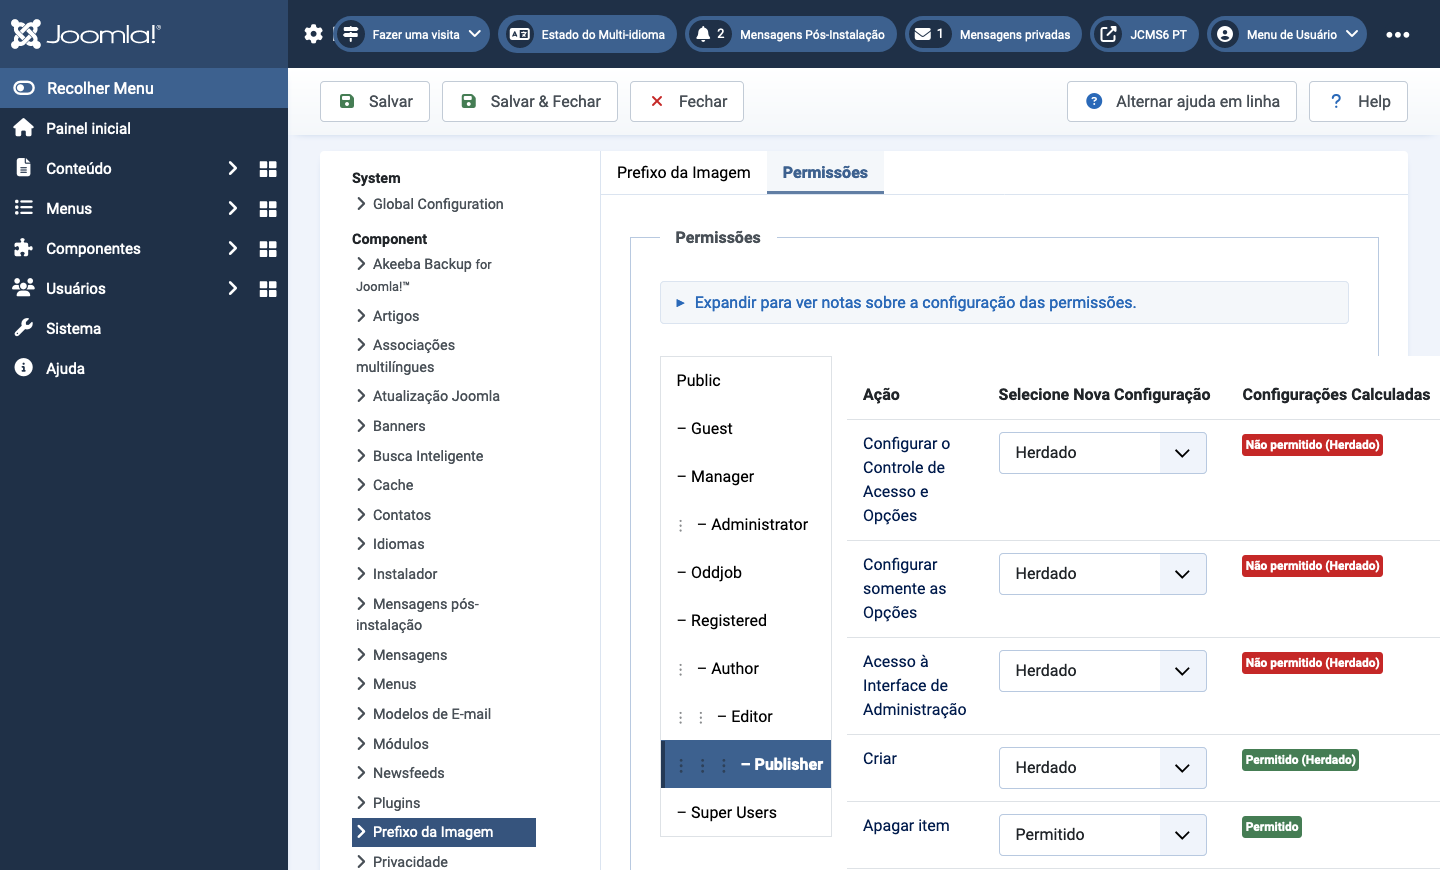 Joomla!®
Fazer uma visita
Estado do Multi-idioma
2 Mensagens Pós-Instalação
1 Mensagens privadas
JCMS6 PT
Menu de Usuário
Recolher Menu
Painel inicial
Conteúdo
Menus
Componentes
Usuários
Sistema
Ajuda
Salvar
Salvar & Fechar
Fechar
Alternar ajuda em linha
? Help
System
Global Configuration
Component
Akeeba Backup for
Joomla!™
Artigos
Associações
multilíngues
Atualização Joomla
Banners
Busca Inteligente
Cache
Contatos
Idiomas
Instalador
Mensagens pós-
instalação
Mensagens
Menus
Modelos de E-mail
Módulos
Newsfeeds
Plugins
Prefixo da Imagem
Privacidade
Prefixo da Imagem
Permissões
Permissões
Expandir para ver notas sobre a configuração das permissões.
Public
– Guest
– Manager
– Administrator
– Oddjob
– Registered
– Author
– Editor
– Publisher
– Super Users
Ação
Selecione Nova Configuração
Configurações Calculadas
Configurar o
Controle de
Acesso e
Opções
Herdado
Não permitido (Herdado)
Configurar
somente as
Opções
Herdado
Não permitido (Herdado)
Acesso à
Interface de
Administração
Herdado
Não permitido (Herdado)
Criar
Herdado
Permitido (Herdado)
Apagar item
Permitido
Permitido